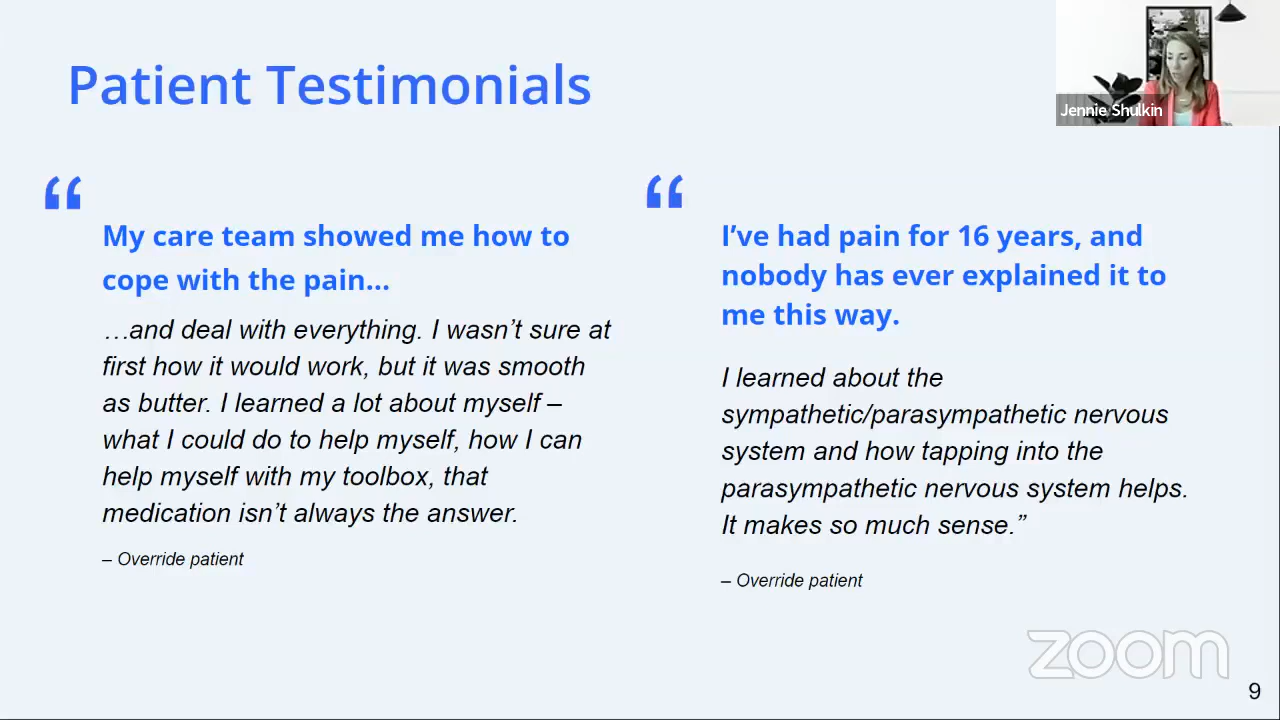 Patient Testimonials
Jennie Shulkin
“
My care team showed me how to
cope with the pain...
…and deal with everything. I wasn’t sure at
first how it would work, but it was smooth
as butter. I learned a lot about myself –
what I could do to help myself, how I can
help myself with my toolbox, that
medication isn’t always the answer.
– Override patient
“
I’ve had pain for 16 years, and
nobody has ever explained it to
me this way.
I learned about the
sympathetic/parasympathetic nervous
system and how tapping into the
parasympathetic nervous system helps.
It makes so much sense.”
– Override patient
zoom
9